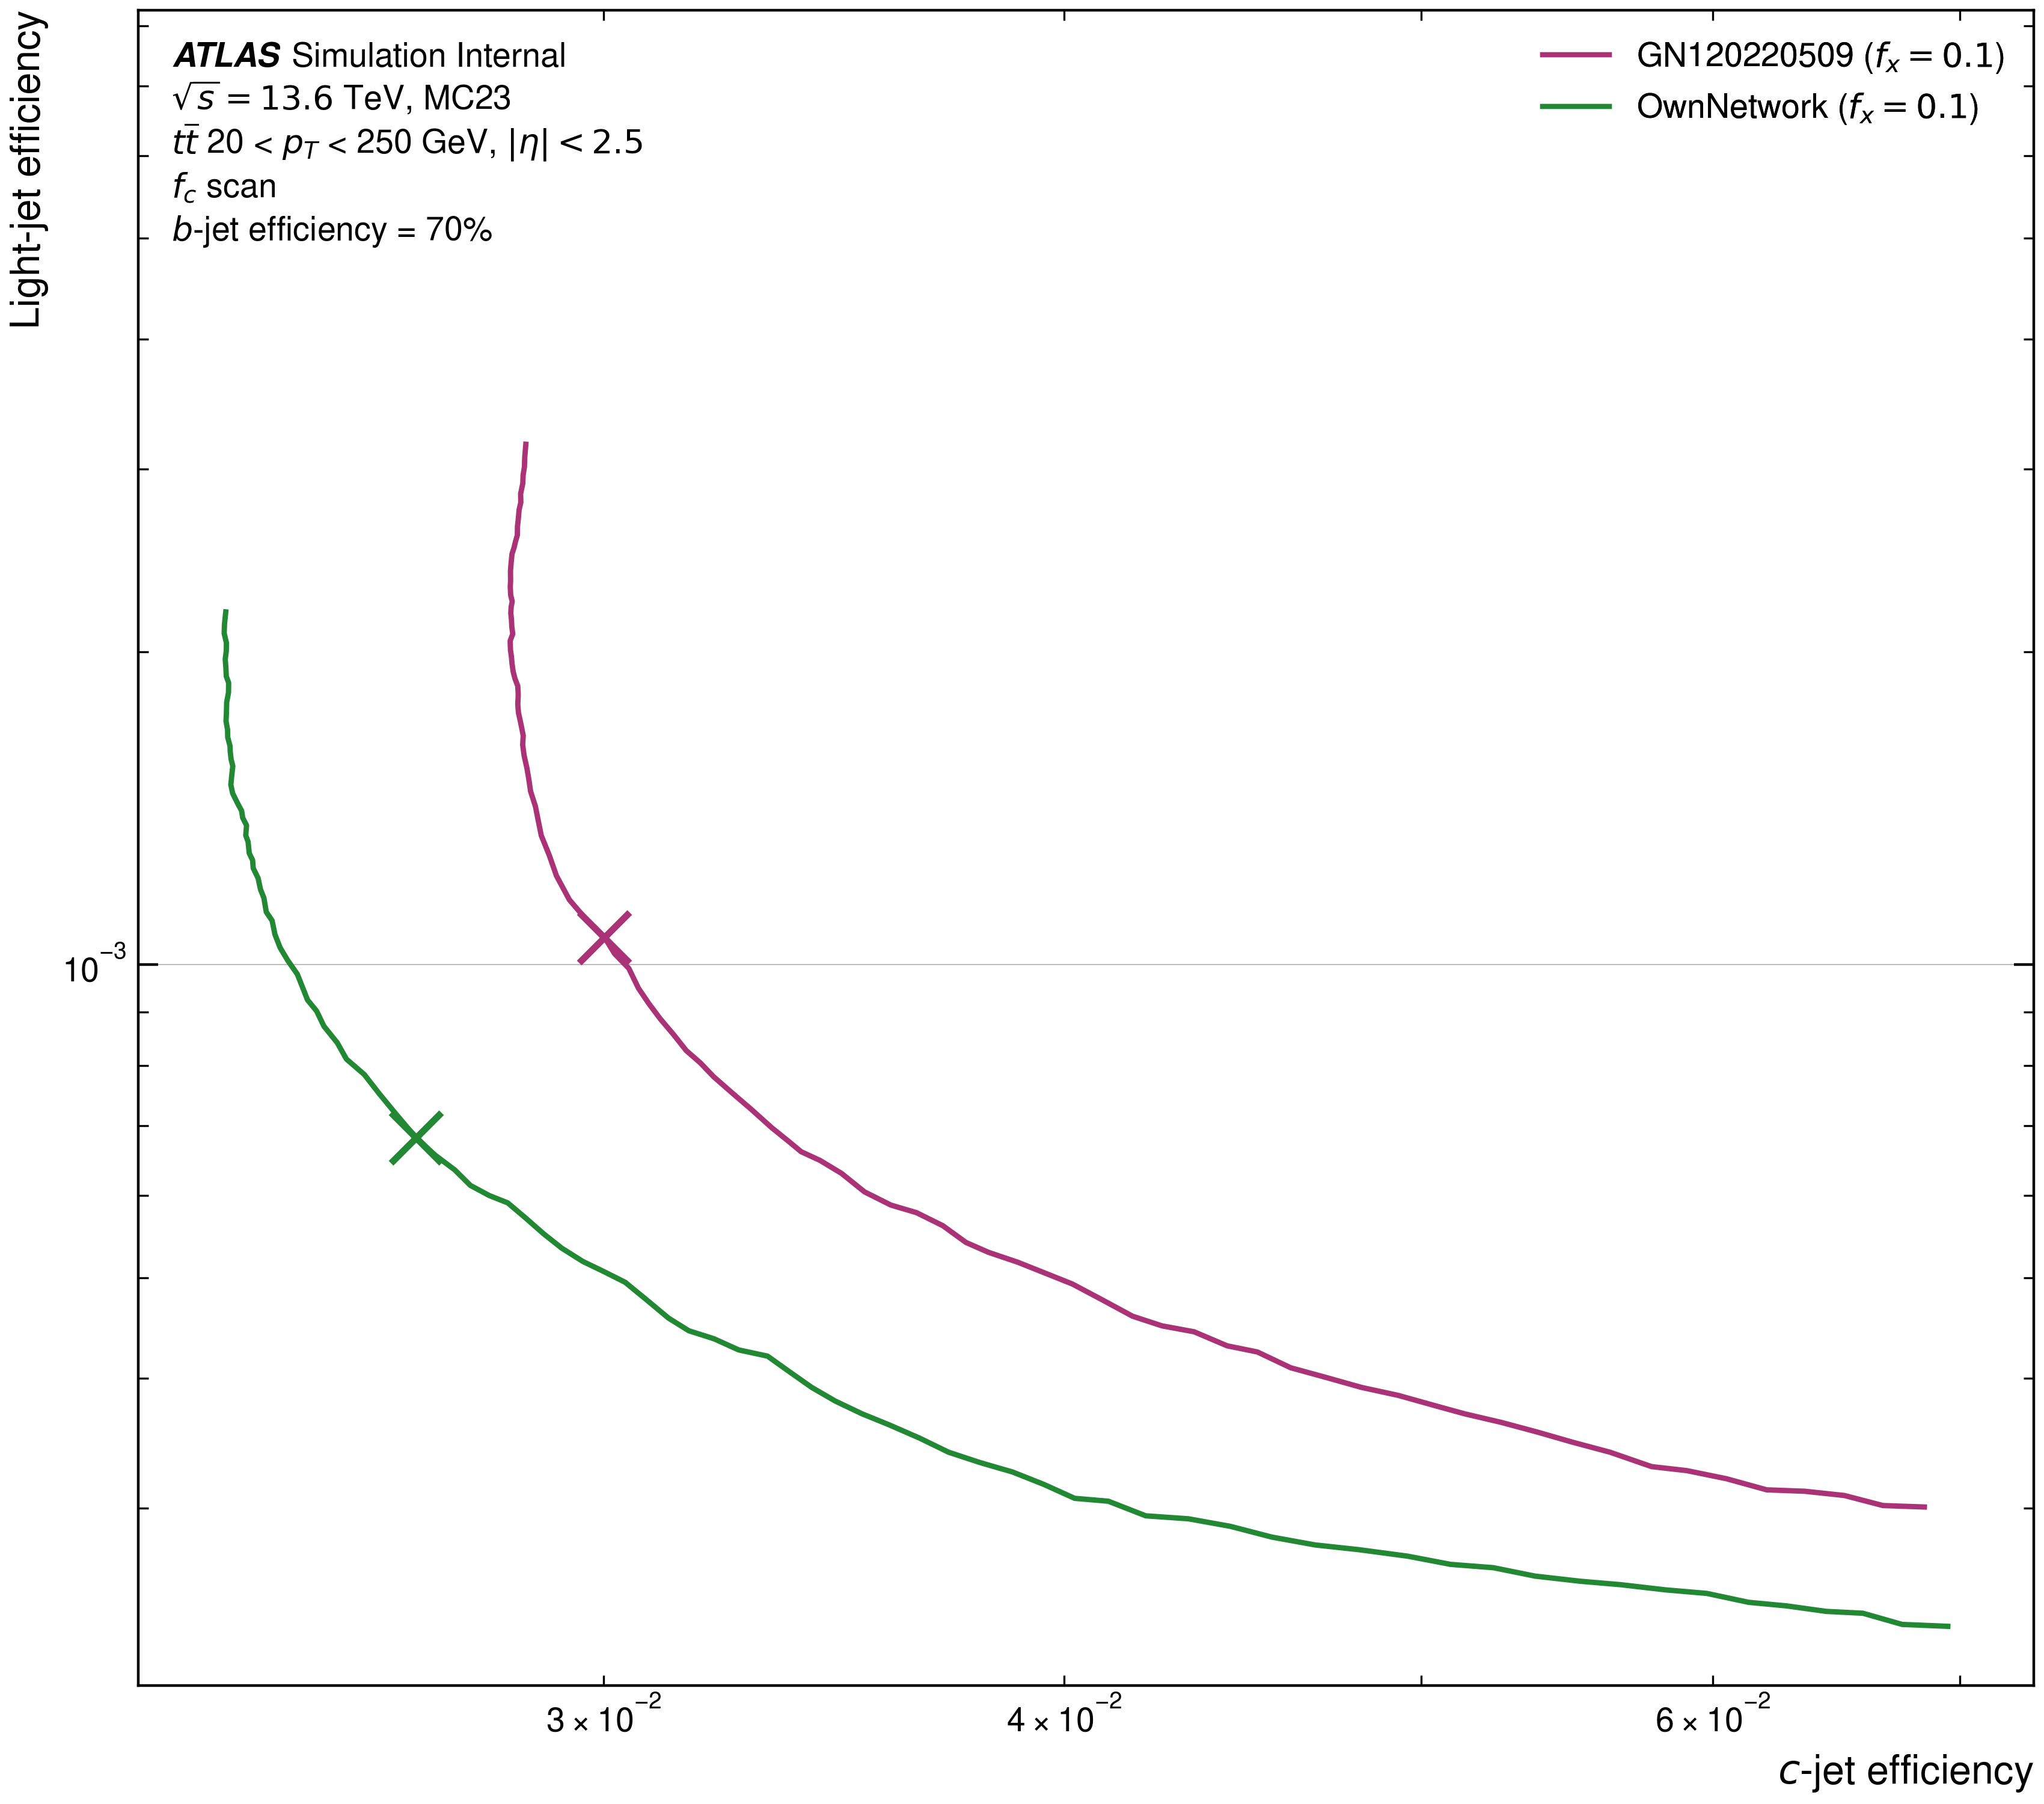 Light-jet efficiency
ATLAS Simulation Internal
√s = 13.6 TeV, MC23
tt̄ 20 < p_T < 250 GeV, |η| < 2.5
f_c scan
b-jet efficiency = 70%
GN120220509 (f_x = 0.1)
OwnNetwork (f_x = 0.1)
10⁻³
3 × 10⁻²
4 × 10⁻²
6 × 10⁻²
c-jet efficiency